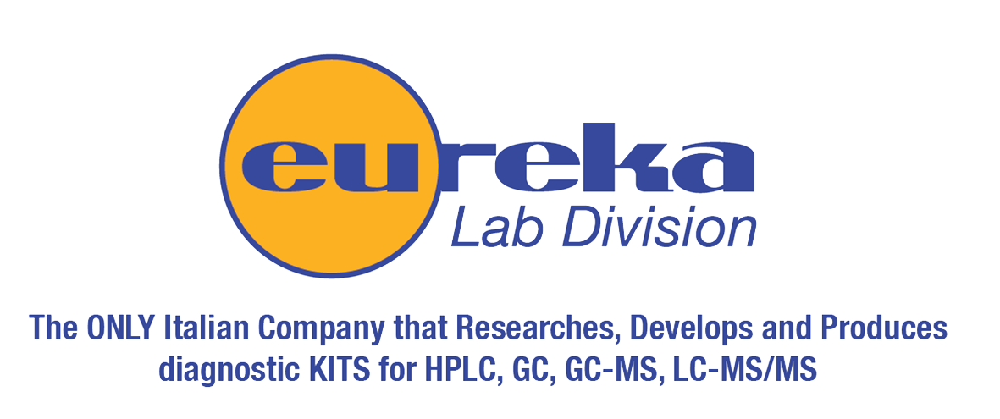 eureka
Lab Division
The ONLY Italian Company that Researches, Develops and Produces
diagnostic KITS for HPLC, GC, GC-MS, LC-MS/MS